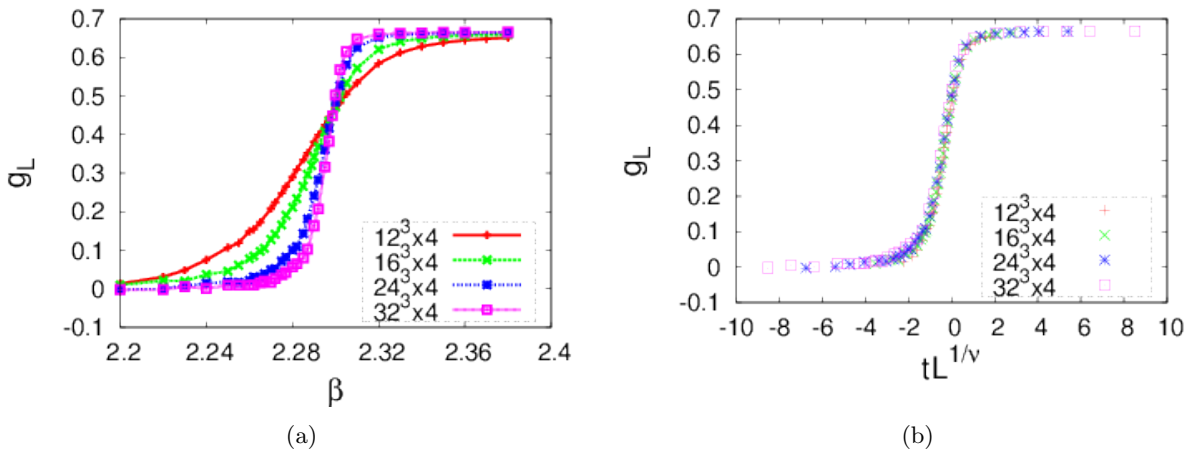 0.7
0.6
0.5
0.4
0.3
0.2
0.1
0
-0.1
g_L
12^3x4
16^3x4
24^3x4
32^3x4
2.2 2.24 2.28 2.32 2.36 2.4
β
(a)
0.7
0.6
0.5
0.4
0.3
0.2
0.1
0
-0.1
g_L
12^3x4
16^3x4
24^3x4
32^3x4
-10 -8 -6 -4 -2 0 2 4 6 8 10
tL^{1/ν}
(b)